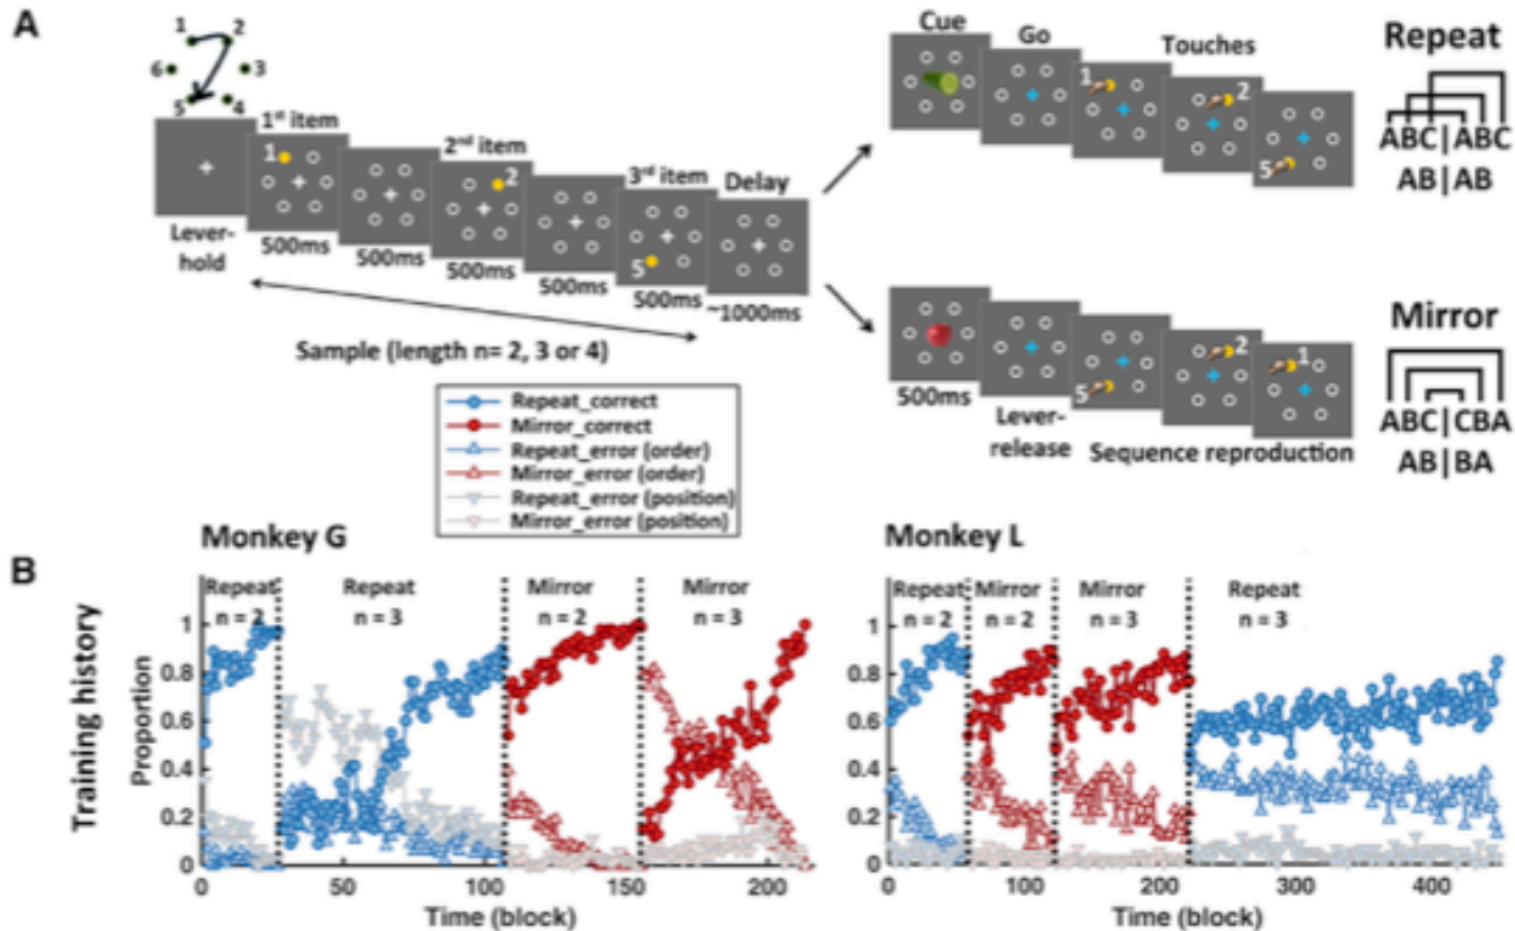 A
1 2
6 3
5 4
1st item
1
2nd item
2
3rd item
5
Delay
Lever-
hold
500ms
500ms
500ms
500ms
500ms
~1000ms
Sample (length n= 2, 3 or 4)
Cue
Go
Touches
1
2
5
Repeat
ABC|ABC
AB|AB
500ms
Lever-
release
5
2
1
Sequence reproduction
Mirror
ABC|CBA
AB|BA
Repeat_correct
Mirror_correct
Repeat_error (order)
Mirror_error (order)
Repeat_error (position)
Mirror_error (position)
B
Training history
Monkey G
Repeat
n = 2
Repeat
n = 3
Mirror
n = 2
Mirror
n = 3
Proportion
1
0.8
0.6
0.4
0.2
0
0 50 100 150 200
Time (block)
Monkey L
Repeat
n = 2
Mirror
n = 2
Mirror
n = 3
Repeat
n = 3
1
0.8
0.6
0.4
0.2
0
0 100 200 300 400
Time (block)